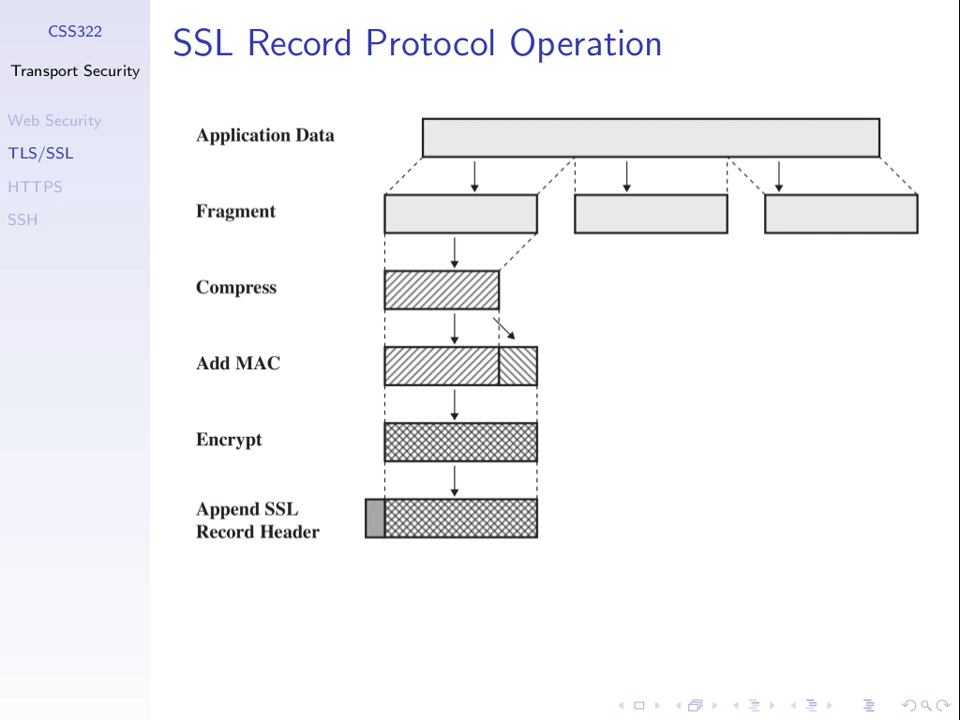 CSS322
Transport Security
Web Security
TLS/SSL
HTTPS
SSH
SSL Record Protocol Operation
Application Data
Fragment
Compress
Add MAC
Encrypt
Append SSL
Record Header